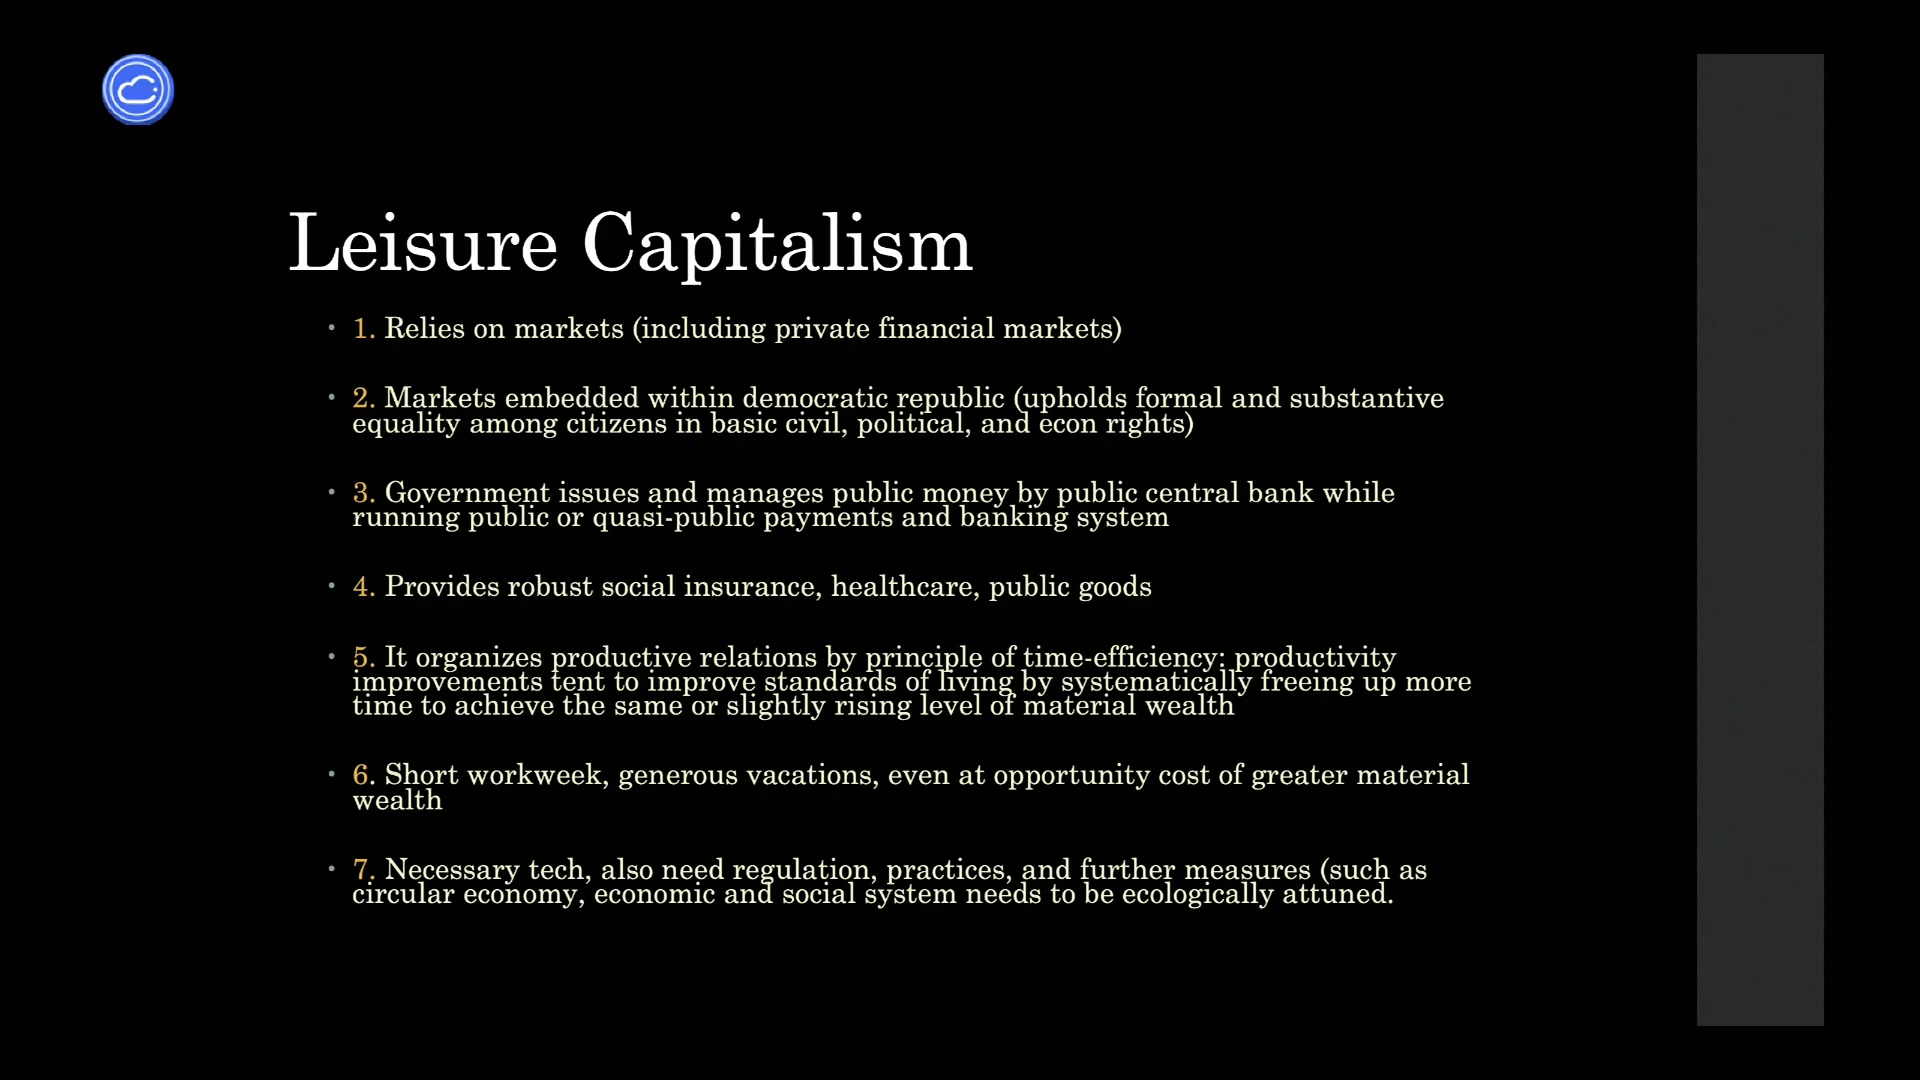 Leisure Capitalism
• 1. Relies on markets (including private financial markets)
• 2. Markets embedded within democratic republic (upholds formal and substantive
equality among citizens in basic civil, political, and econ rights)
• 3. Government issues and manages public money by public central bank while
running public or quasi-public payments and banking system
• 4. Provides robust social insurance, healthcare, public goods
• 5. It organizes productive relations by principle of time-efficiency: productivity
improvements tent to improve standards of living by systematically freeing up more
time to achieve the same or slightly rising level of material wealth
• 6. Short workweek, generous vacations, even at opportunity cost of greater material
wealth
• 7. Necessary tech, also need regulation, practices, and further measures (such as
circular economy, economic and social system needs to be ecologically attuned.